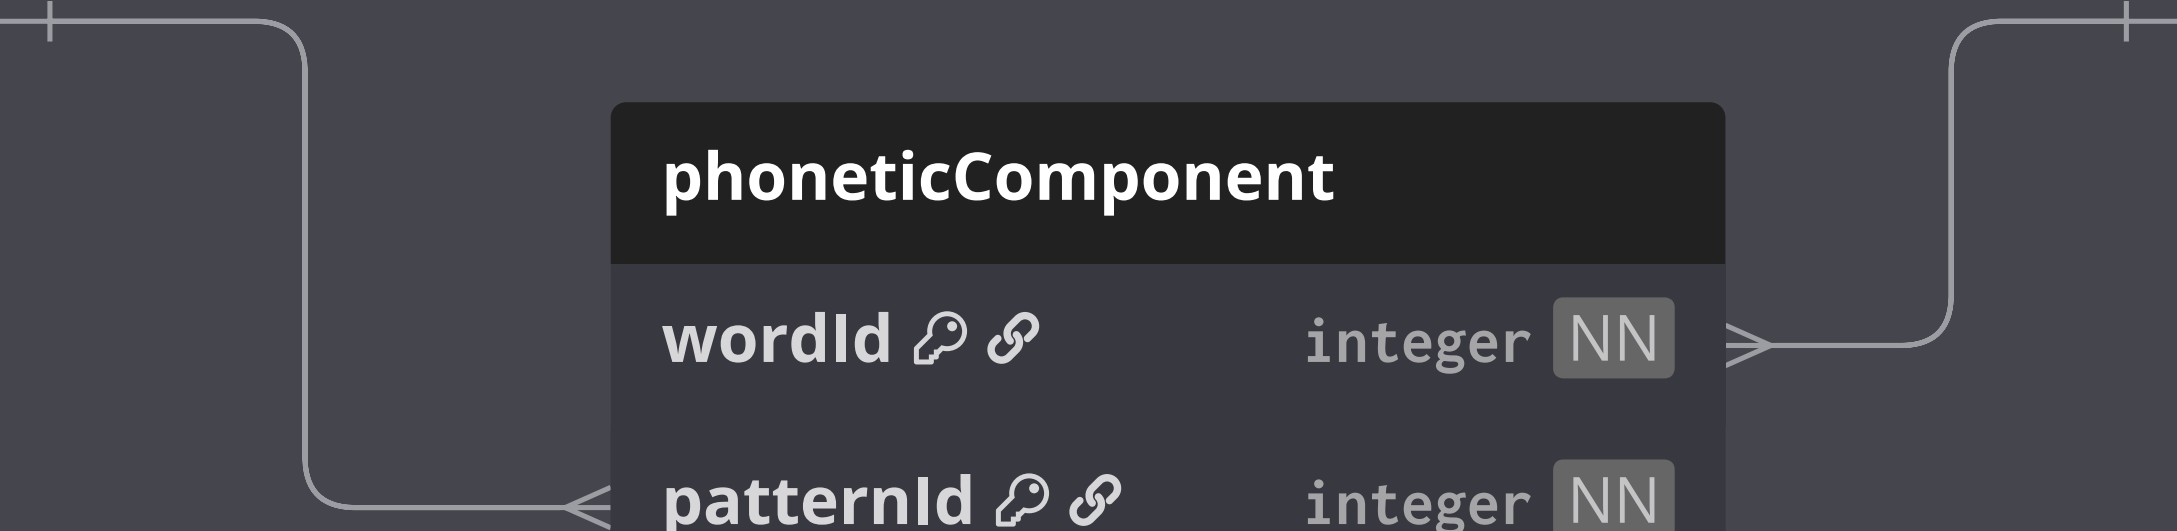 phoneticComponent
wordId integer NN
patternId integer NN